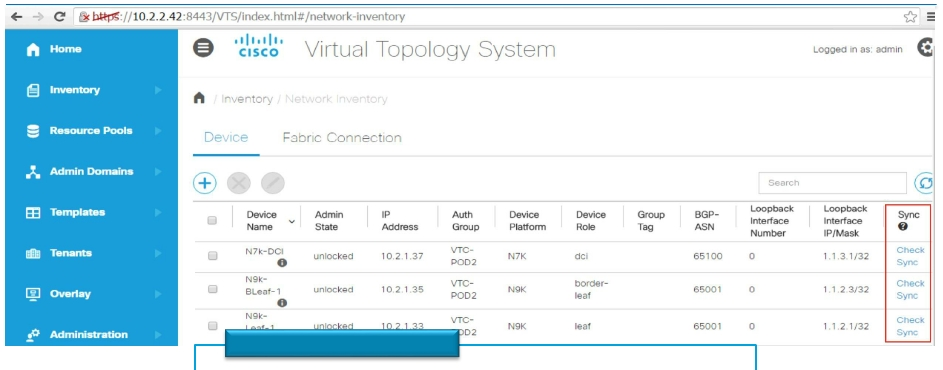 https://10.2.2.42:8443/VTS/index.html#/network-inventory
Home
Inventory
Resource Pools
Admin Domains
Templates
Tenants
Overlay
Administration
CISCO Virtual Topology System
Logged in as: admin
/ Inventory / Network Inventory
Device Fabric Connection
Search
Device Name Admin State IP Address Auth Group Device Platform Device Role Group Tag BGP-ASN Loopback Interface Number Loopback Interface IP/Mask Sync
N7k-DCI unlocked 10.2.1.37 VTC-POD2 N7K dci 65100 0 1.1.3.1/32 Check Sync
N9k-BLeaf-1 unlocked 10.2.1.35 VTC-POD2 N9K border-leaf 65001 0 1.1.2.3/32 Check Sync
N9k-Leaf-1 unlocked 10.2.1.33 VTC-POD2 N9K leaf 65001 0 1.1.2.1/32 Check Sync